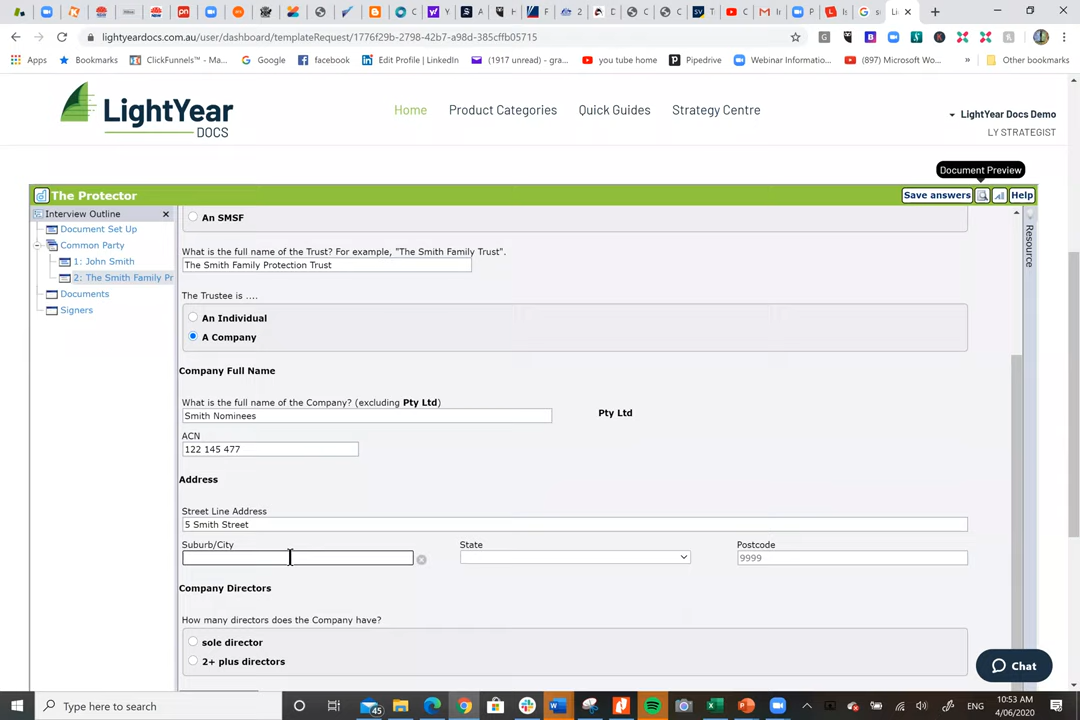 lightyeardocs.com.au/user/dashboard/templateRequest/1776f29b-2798-42b7-a98d-385cffb05715
Apps
Bookmarks
ClickFunnels™ - Ma...
Google
facebook
Edit Profile | LinkedIn
(1917 unread) - gra...
you tube home
Pipedrive
Webinar Informatio...
(897) Microsoft Wo...
»
Other bookmarks
LightYear
DOCS
Home
Product Categories
Quick Guides
Strategy Centre
LightYear Docs Demo
LY STRATEGIST
Document Preview
The Protector
Save answers
Help
Interview Outline
Document Set Up
Common Party
1: John Smith
2: The Smith Family Pr
Documents
Signers
Resource
An SMSF
What is the full name of the Trust? For example, "The Smith Family Trust".
The Smith Family Protection Trust
The Trustee is ....
An Individual
A Company
Company Full Name
What is the full name of the Company? (excluding Pty Ltd)
Smith Nominees
Pty Ltd
ACN
122 145 477
Address
Street Line Address
5 Smith Street
Suburb/City
State
Postcode
9999
Company Directors
How many directors does the Company have?
sole director
2+ plus directors
Chat
Type here to search
45
ENG
10:53 AM
4/06/2020